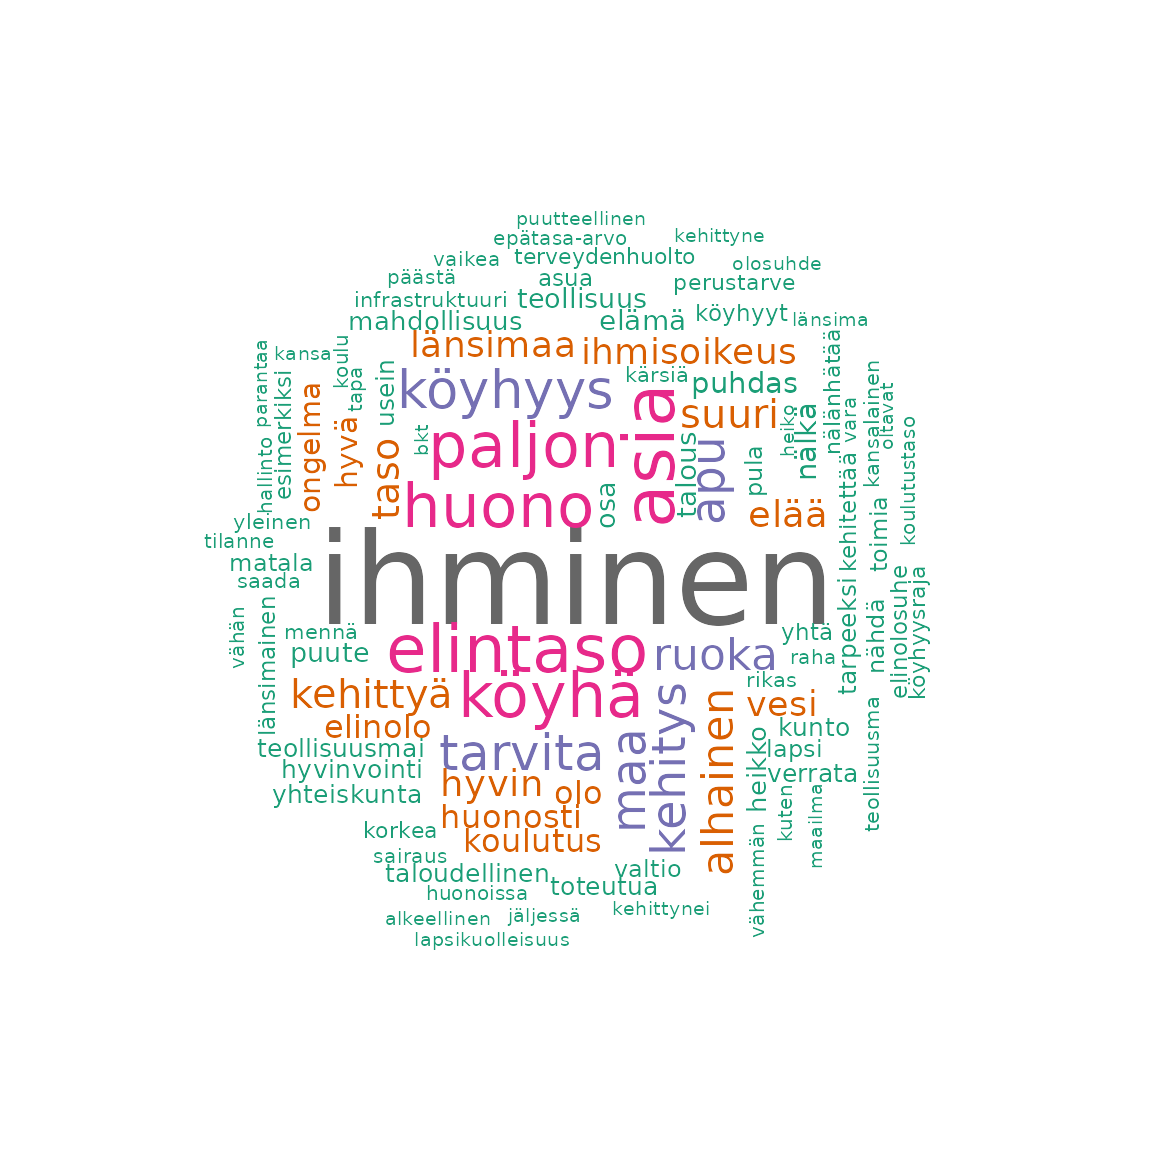 puutteellinen
kehittyne
epätasa-arvo
vaikea
terveydenhuolto
olosuhde
päästä
asua
perustarve
infrastruktuuri
teollisuus
mahdollisuus
elämä
köyhyyt
länsima
länsimaa
ihmisoikeus
kansa
koulu
parantaa
tapa
usein
esimerkiksi
ongelma
hyvä
köyhyys
kärsiä
puhdas
suuri
nälänhätää
vara
kansalainen
oltavat
heiko
nälkä
hallinto
taso
bkt
paljon
asia
talous
apu
pula
koulutustaso
huono
osa
elää
kehitettää
toimia
yleinen
tilanne
matala
saada
ihminen
tarpeeksi
nähdä
elinolosuhe
köyhyysraja
vähän
länsimainen
mennä
puute
elintaso
ruoka
yhtä
raha
kehittyä
köyhä
rikas
vesi
elinolo
kehitys
alhainen
kunto
teollisuusmai
tarvita
maa
heikko
lapsi
teollisuusma
hyvinvointi
hyvin
verrata
yhteiskunta
olo
kuten
maailma
huonosti
korkea
koulutus
vähemmän
sairaus
taloudellinen
valtio
toteutua
huonoissa
alkeellinen
jäljessä
kehittynei
lapsikuolleisuus